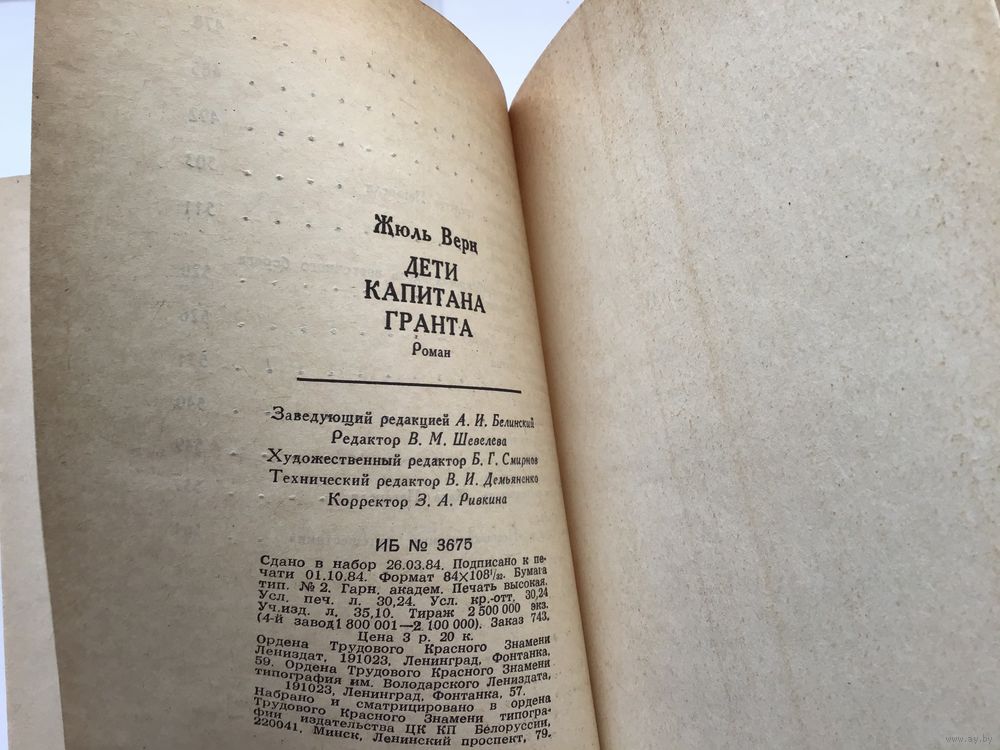 Жюль Верн
ДЕТИ
КАПИТАНА
ГРАНТА
Роман
Заведующий редакцией А. И. Белинский
Редактор В. М. Шевелева
Художественный редактор Б. Г. Смирнов
Технический редактор В. И. Демьяненко
Корректор З. А. Ривкина
ИБ № 3675
Сдано в набор 26.03.84. Подписано к пе-
чати 01.10.84. Формат 84×108¹/₃₂. Бумага
тип. № 2. Гарн. академ. Печать высокая.
Усл. печ. л. 30,24. Усл. кр.-отт. 30,24
Уч.изд. л. 35,10. Тираж 2 500 000 экз.
(4-й завод 1 800 001—2 100 000). Заказ 743.
Цена 3 р. 20 к.
Ордена Трудового Красного Знамени
Лениздат, 191023, Ленинград, Фонтанка,
59. Ордена Трудового Красного Знамени
типография им. Володарского Лениздата,
191023, Ленинград, Фонтанка, 57.
Набрано и сматрицировано в ордена
Трудового Красного Знамени типогра-
фии издательства ЦК КП Белоруссии,
220041, Минск, Ленинский проспект, 79.
www.ay.by